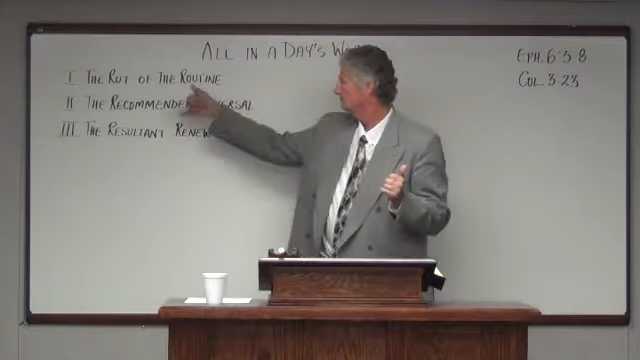 ALL IN A DAY'S
I THE RUT OF THE ROUTINE
II THE RECOMMENDED
III THE RESULTANT
EPH. 6:5-8
COL. 3:23